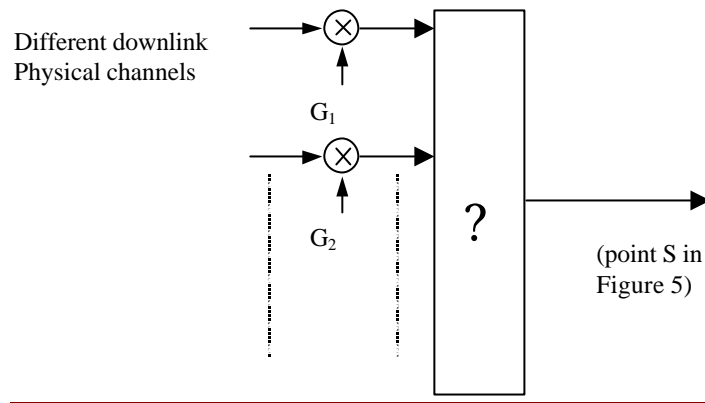 Different downlink
Physical channels
G₁
G₂
?
(point S in
Figure 5)